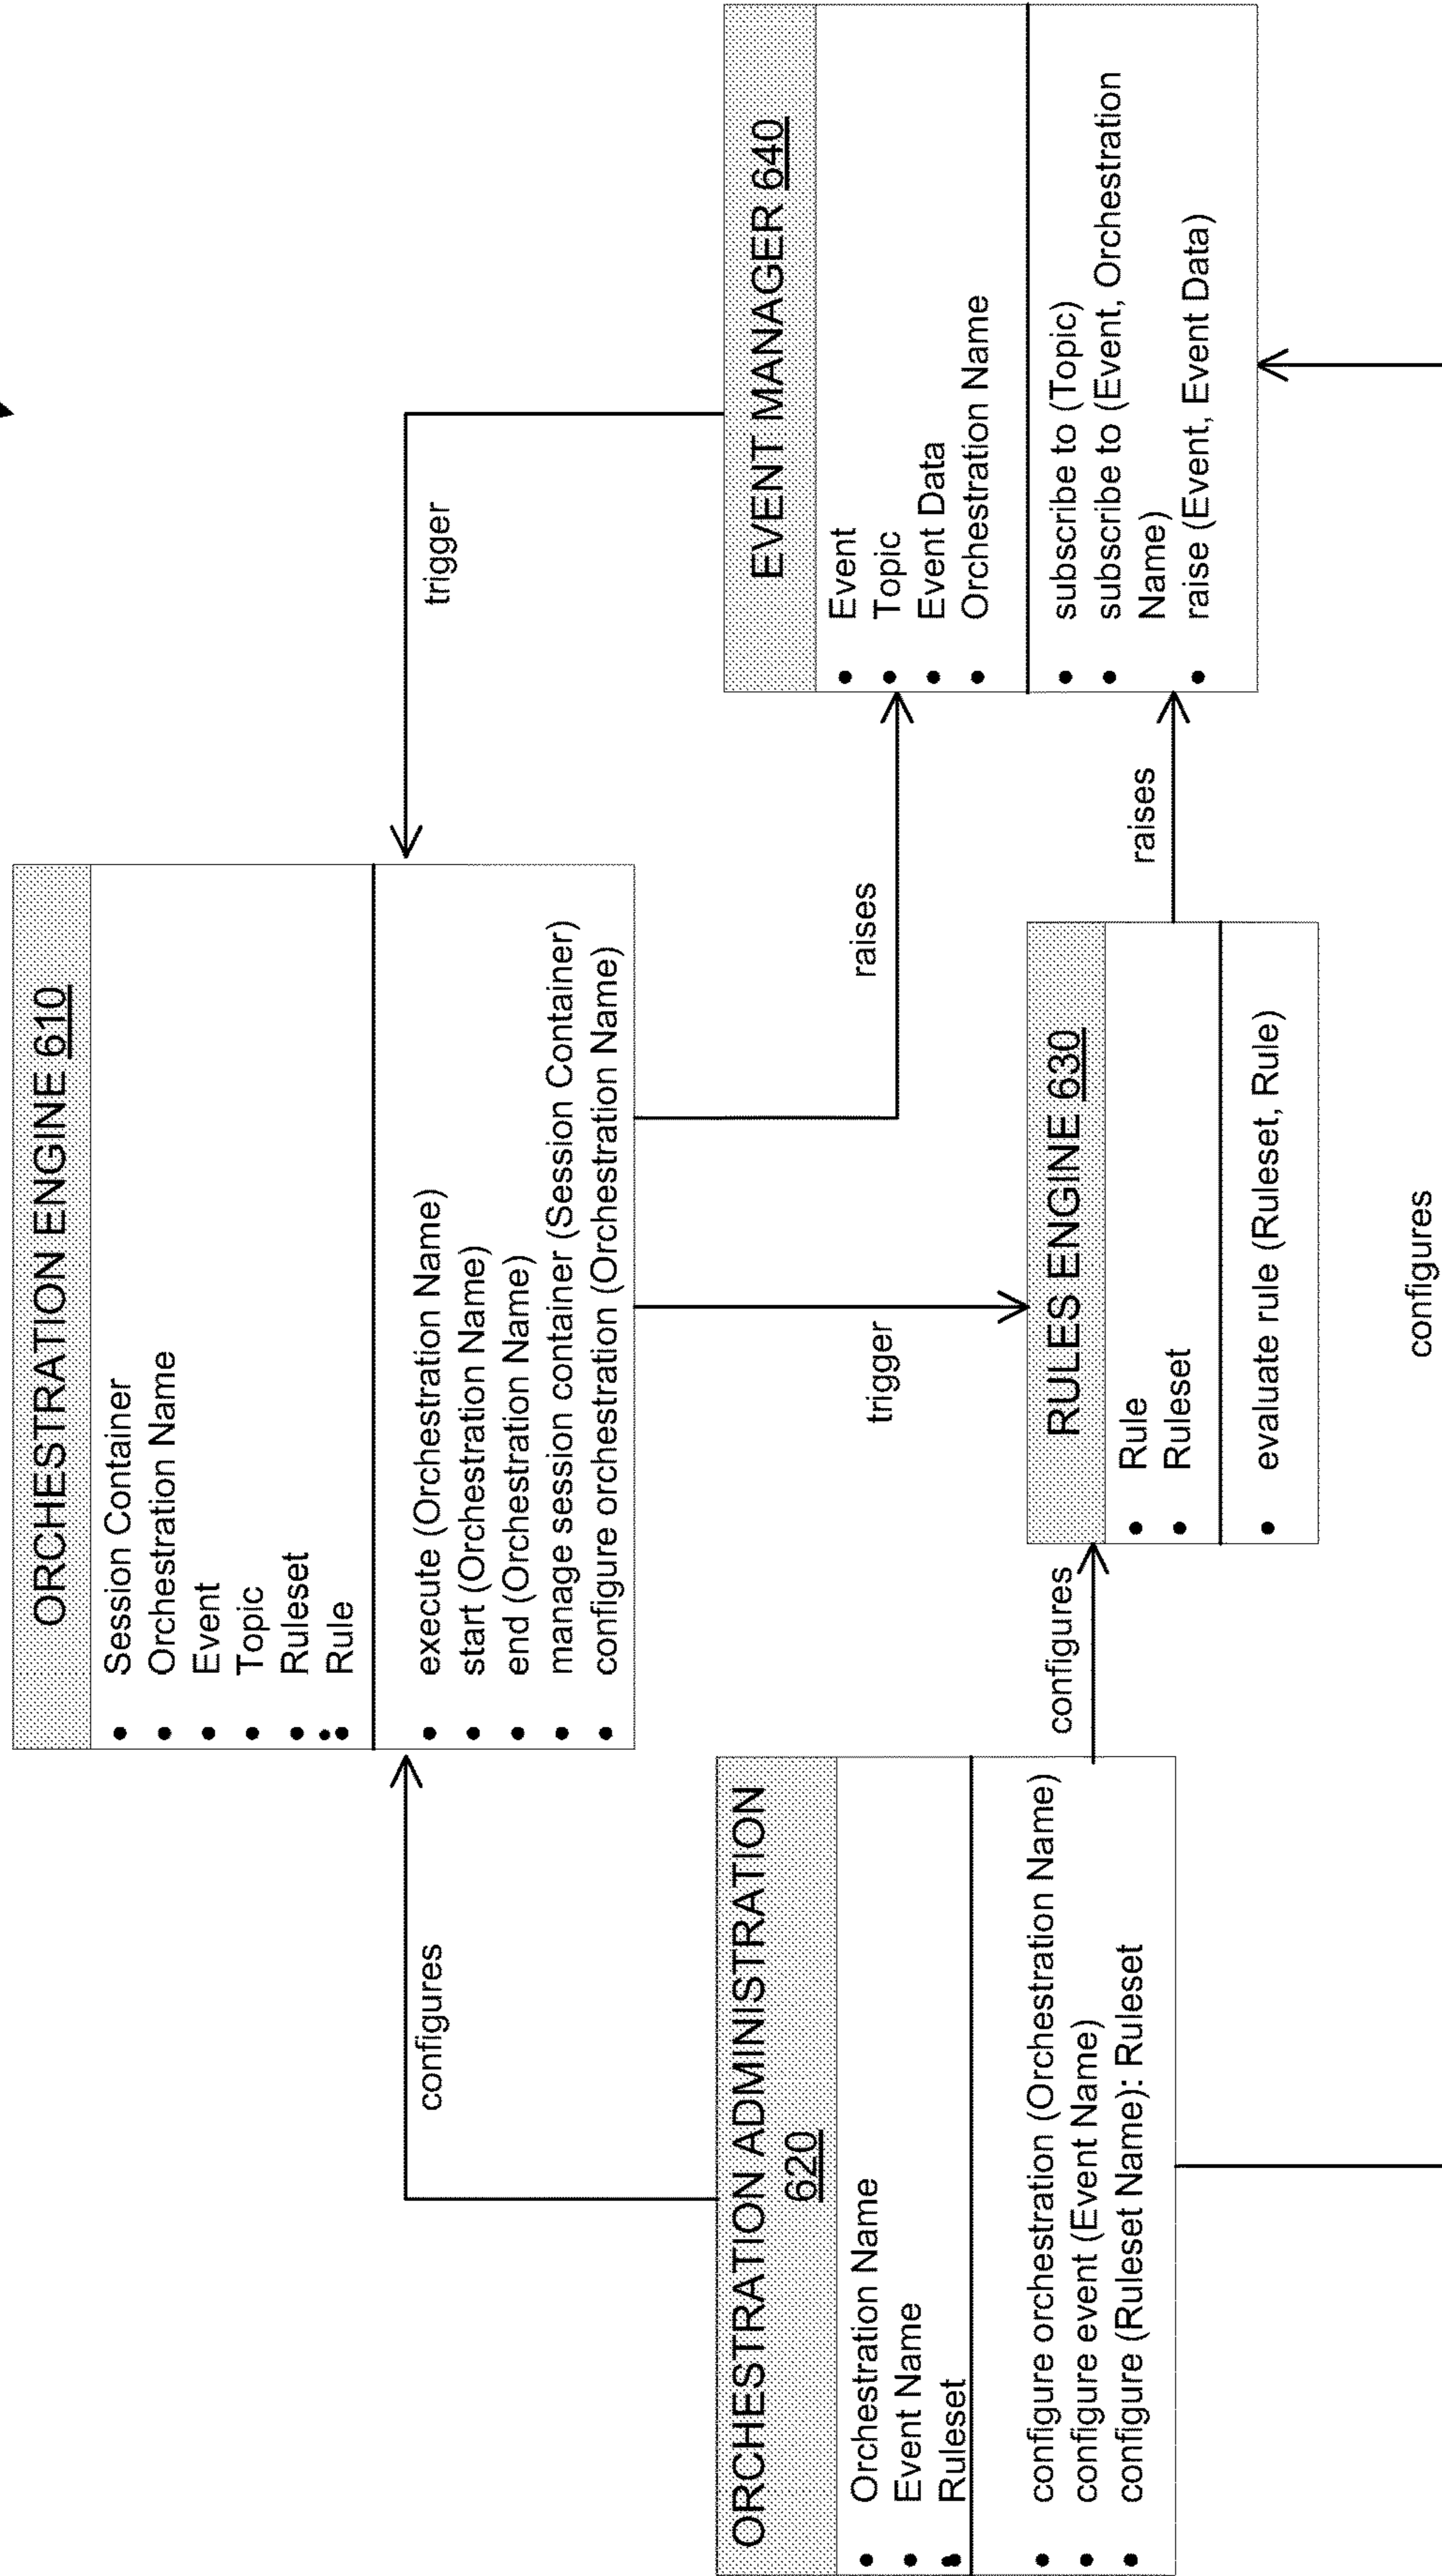 ORCHESTRATION ENGINE 610
• Session Container
• Orchestration Name
• Event
• Topic
• Ruleset
• Rule
• execute (Orchestration Name)
• start (Orchestration Name)
• end (Orchestration Name)
• manage session container (Session Container)
• configure orchestration (Orchestration Name)
configures
trigger
ORCHESTRATION ADMINISTRATION
620
• Orchestration Name
• Event Name
• Ruleset
• configure orchestration (Orchestration Name)
• configure event (Event Name)
• configure (Ruleset Name): Ruleset
configures
trigger
raises
RULES ENGINE 630
• Rule
• Ruleset
• evaluate rule (Ruleset, Rule)
raises
EVENT MANAGER 640
• Event
• Topic
• Event Data
• Orchestration Name
• subscribe to (Topic)
• subscribe to (Event, Orchestration
Name)
• raise (Event, Event Data)
configures